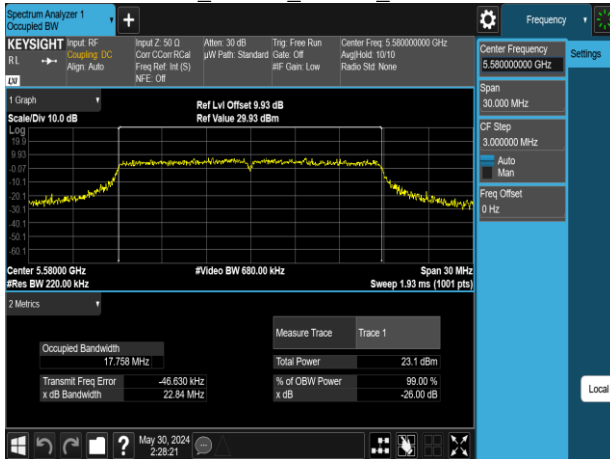 Spectrum Analyzer 1
Occupied BW
Frequency
KEYSIGHT
RL
Input: RF
Coupling: DC
Align: Auto
Input Z: 50 Ω
Corr CCorr RCal
Freq Ref: Int (S)
NFE: Off
Atten: 30 dB
µW Path: Standard
Trig: Free Run
Gate: Off
#IF Gain: Low
Center Freq: 5.580000000 GHz
Avg|Hold: 10/10
Radio Std: None
LXI
Center Frequency
5.580000000 GHz
Settings
Span
30.000 MHz
CF Step
3.000000 MHz
Auto
Man
Freq Offset
0 Hz
Local
1 Graph
Scale/Div 10.0 dB
Ref Lvl Offset 9.93 dB
Ref Value 29.93 dBm
Log
19.9
9.93
-0.07
-10.1
-20.1
-30.1
-40.1
-50.1
-60.1
Center 5.58000 GHz
#Video BW 680.00 kHz
Span 30 MHz
#Res BW 220.00 kHz
Sweep 1.93 ms (1001 pts)
2 Metrics
Measure Trace
Trace 1
Occupied Bandwidth
17.758 MHz
Total Power
23.1 dBm
Transmit Freq Error
-46.630 kHz
% of OBW Power
99.00 %
x dB Bandwidth
22.84 MHz
x dB
-26.00 dB
May 30, 2024
2:28:21